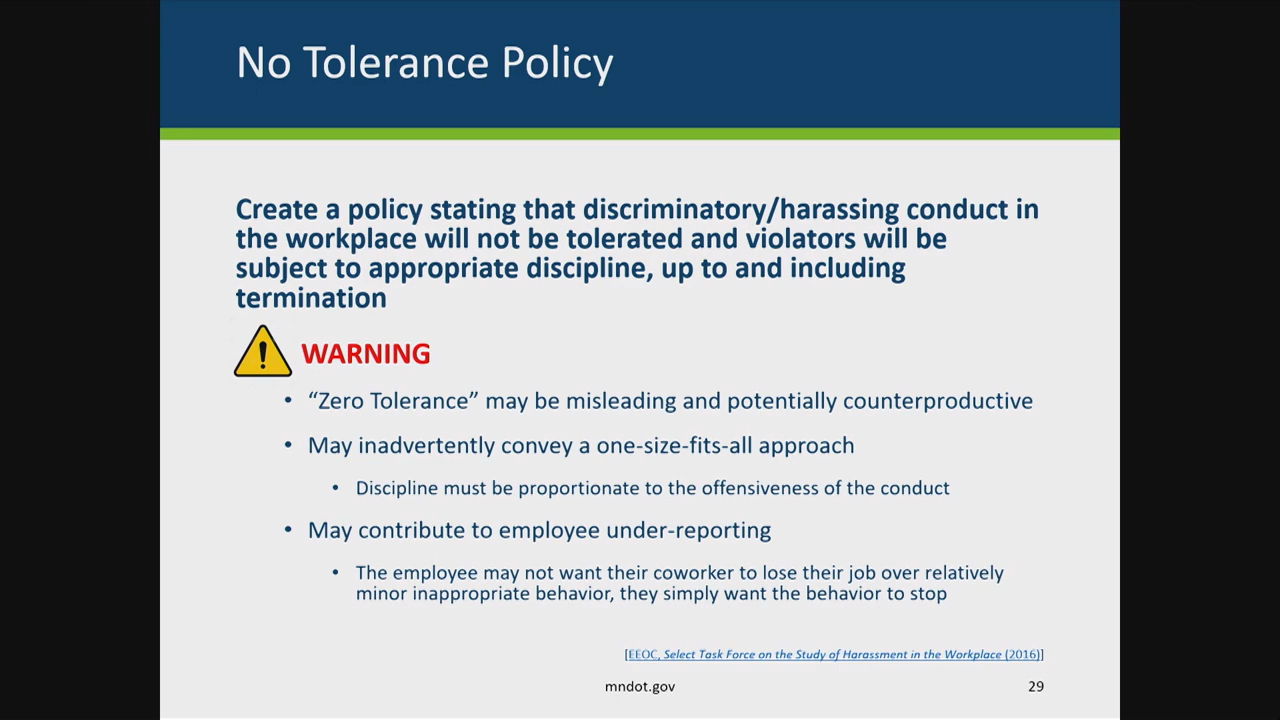 No Tolerance Policy
Create a policy stating that discriminatory/harassing conduct in
the workplace will not be tolerated and violators will be
subject to appropriate discipline, up to and including
termination
WARNING
• “Zero Tolerance” may be misleading and potentially counterproductive
• May inadvertently convey a one-size-fits-all approach
• Discipline must be proportionate to the offensiveness of the conduct
• May contribute to employee under-reporting
• The employee may not want their coworker to lose their job over relatively
minor inappropriate behavior, they simply want the behavior to stop
[EEOC, Select Task Force on the Study of Harassment in the Workplace (2016)]
mndot.gov
29